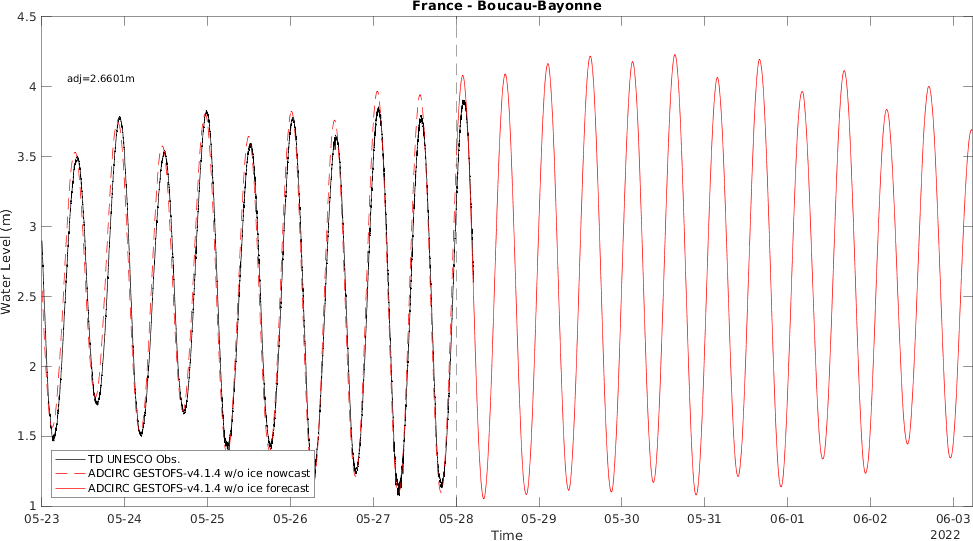 France - Boucau-Bayonne
4.5
adj=2.6601m
4
3.5
3
2.5
2
1.5
1
Water Level (m)
TD UNESCO Obs.
ADCIRC GESTOFS-v4.1.4 w/o ice nowcast
ADCIRC GESTOFS-v4.1.4 w/o ice forecast
05-23 05-24 05-25 05-26 05-27 05-28 05-29 05-30 05-31 06-01 06-02 06-03
Time 2022